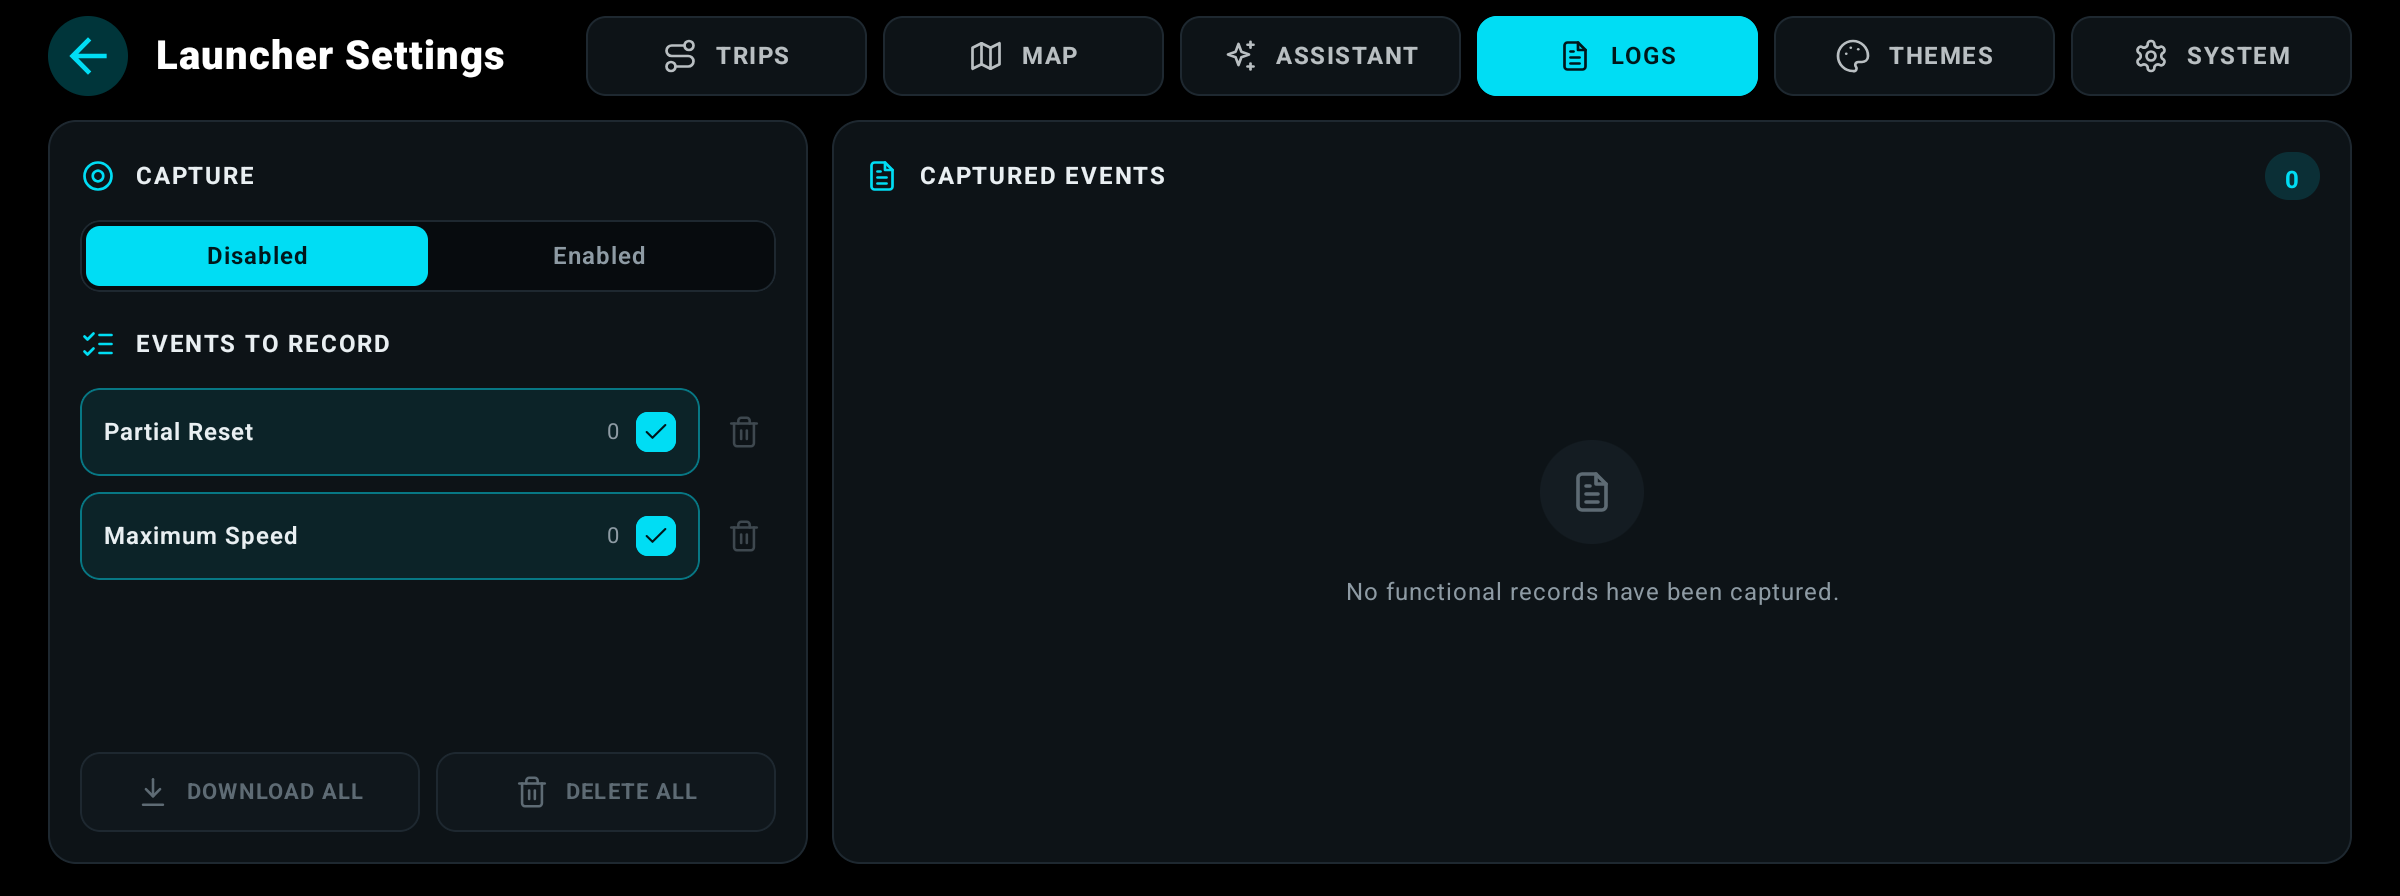 Launcher Settings
TRIPS
MAP
ASSISTANT
LOGS
THEMES
SYSTEM
CAPTURE
Disabled
Enabled
EVENTS TO RECORD
Partial Reset
0
Maximum Speed
0
DOWNLOAD ALL
DELETE ALL
CAPTURED EVENTS
0
No functional records have been captured.